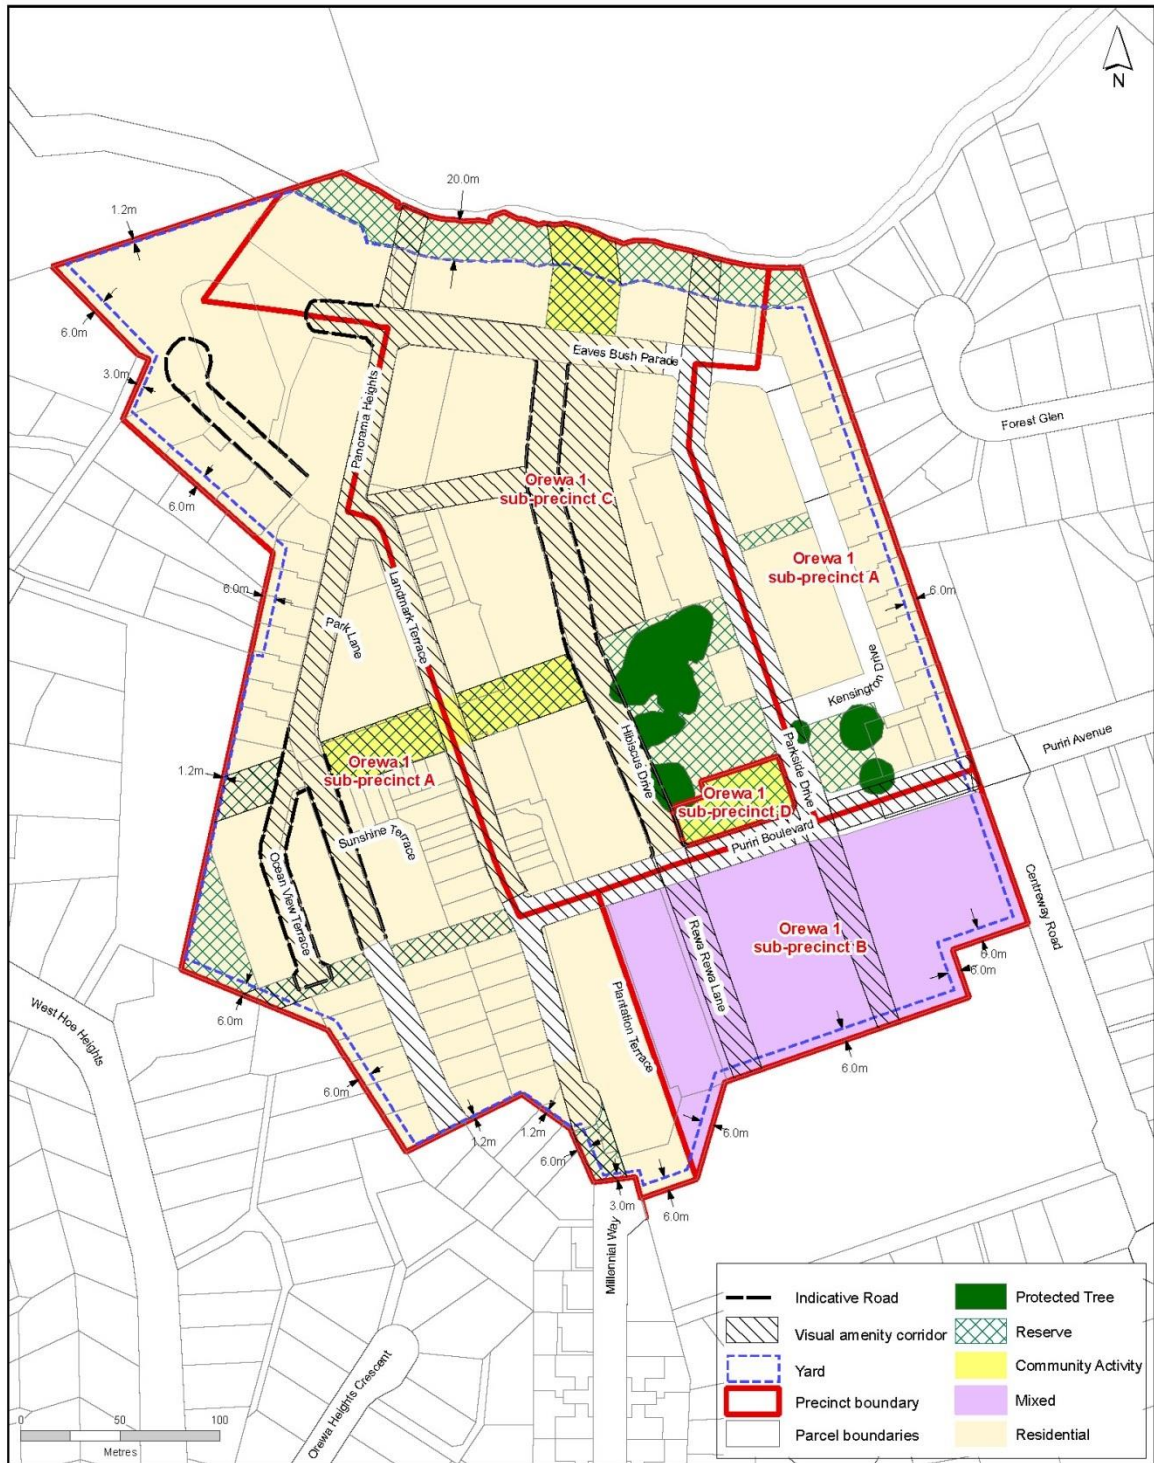 N
20.0m
1.2m
6.0m
3.0m
Eaves Bush Parade
Panorama Heights
Forest Glen
6.0m
Orewa 1
sub-precinct C
Orewa 1
sub-precinct A
6.0m
6.0m
Landmark Terrace
Park Lane
Kensington Drive
Puriri Avenue
Hibiscus Drive
Parkside Drive
1.2m
Orewa 1
sub-precinct A
Orewa 1
sub-precinct D
Sunshine Terrace
Puriri Boulevard
Ocean View Terrace
Centreway Road
Orewa 1
sub-precinct B
Rewa Rewa Lane
6.0m
6.0m
West Hoe Heights
6.0m
Plantation Terrace
6.0m
6.0m
1.2m
1.2m
6.0m
6.0m
3.0m
6.0m
Millennial Way
Orewa Heights Crescent
Indicative Road
Visual amenity corridor
Yard
Precinct boundary
Parcel boundaries
Protected Tree
Reserve
Community Activity
Mixed
Residential
0 50 100
Metres